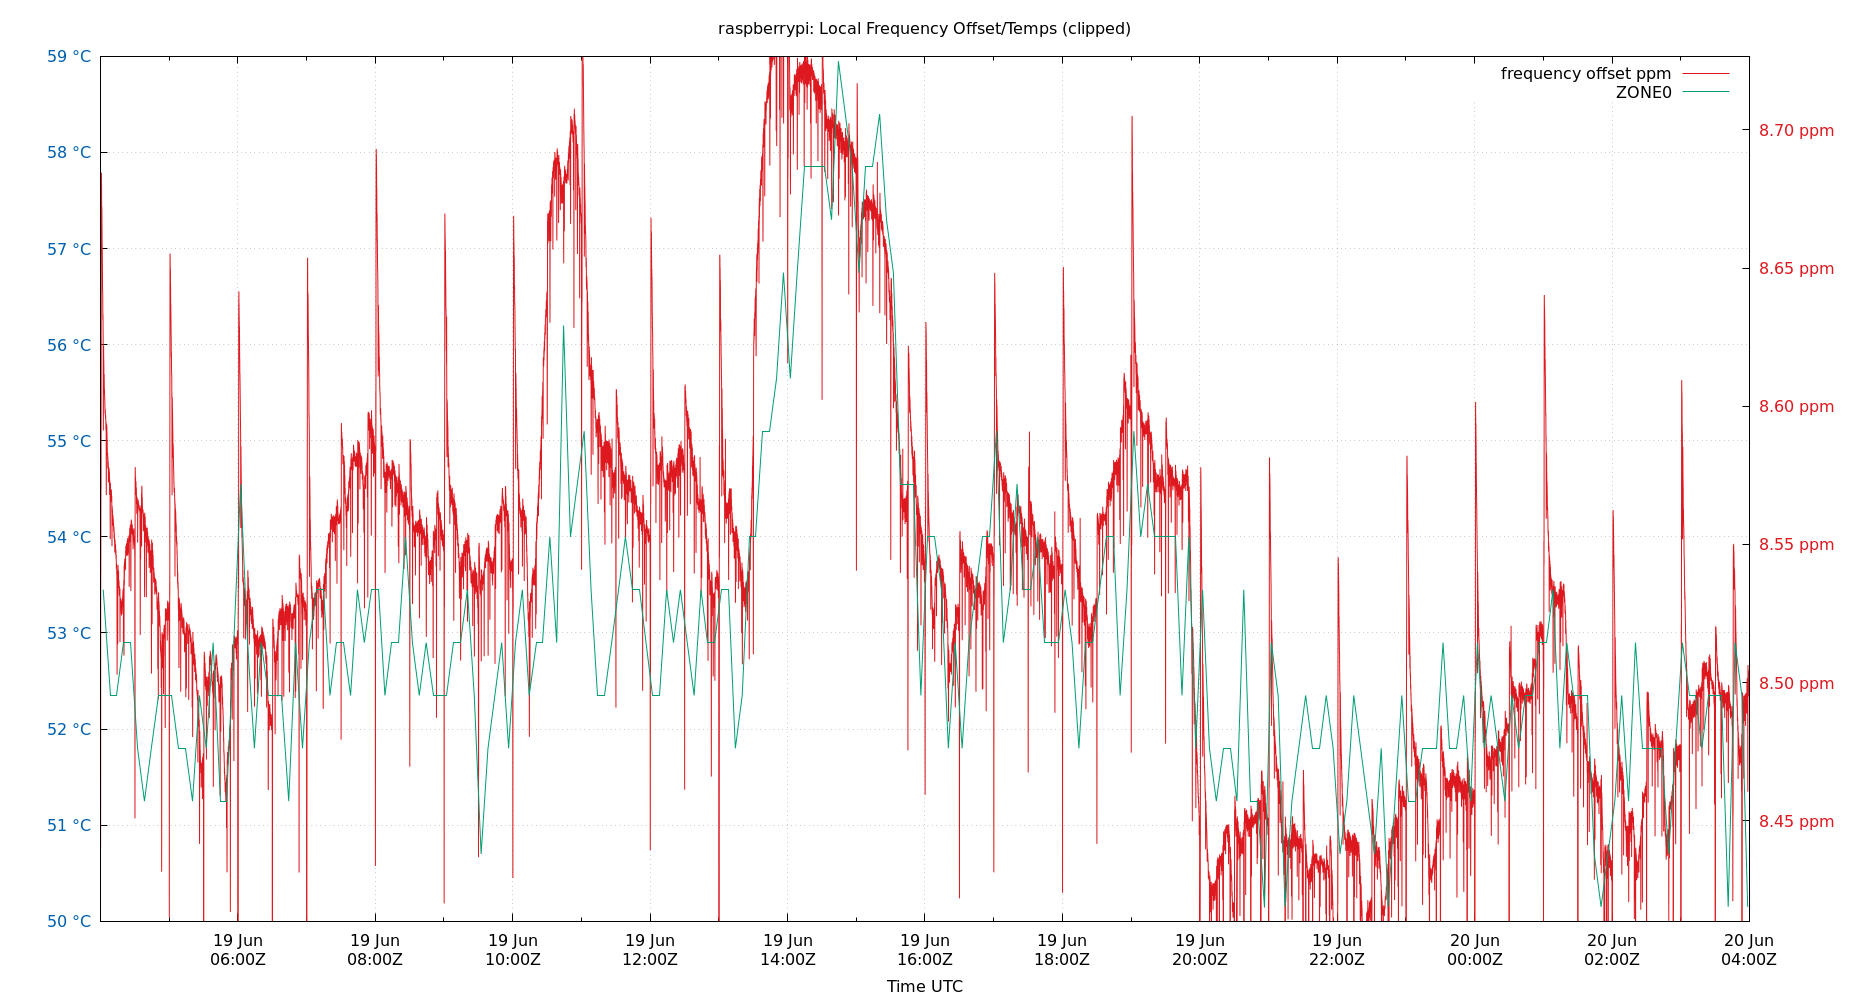 raspberrypi: Local Frequency Offset/Temps (clipped)
59 °C
58 °C
57 °C
56 °C
55 °C
54 °C
53 °C
52 °C
51 °C
50 °C
frequency offset ppm
ZONE0
8.70 ppm
8.65 ppm
8.60 ppm
8.55 ppm
8.50 ppm
8.45 ppm
19 Jun 19 Jun 19 Jun 19 Jun 19 Jun 19 Jun 19 Jun 19 Jun 19 Jun 20 Jun 20 Jun 20 Jun
06:00Z 08:00Z 10:00Z 12:00Z 14:00Z 16:00Z 18:00Z 20:00Z 22:00Z 00:00Z 02:00Z 04:00Z
Time UTC